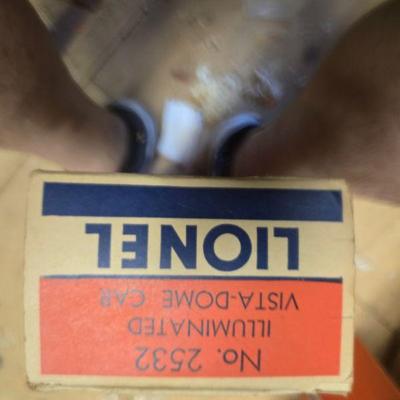 No. 2532
ILLUMINATED
VISTA-DOME CAR
LIONEL